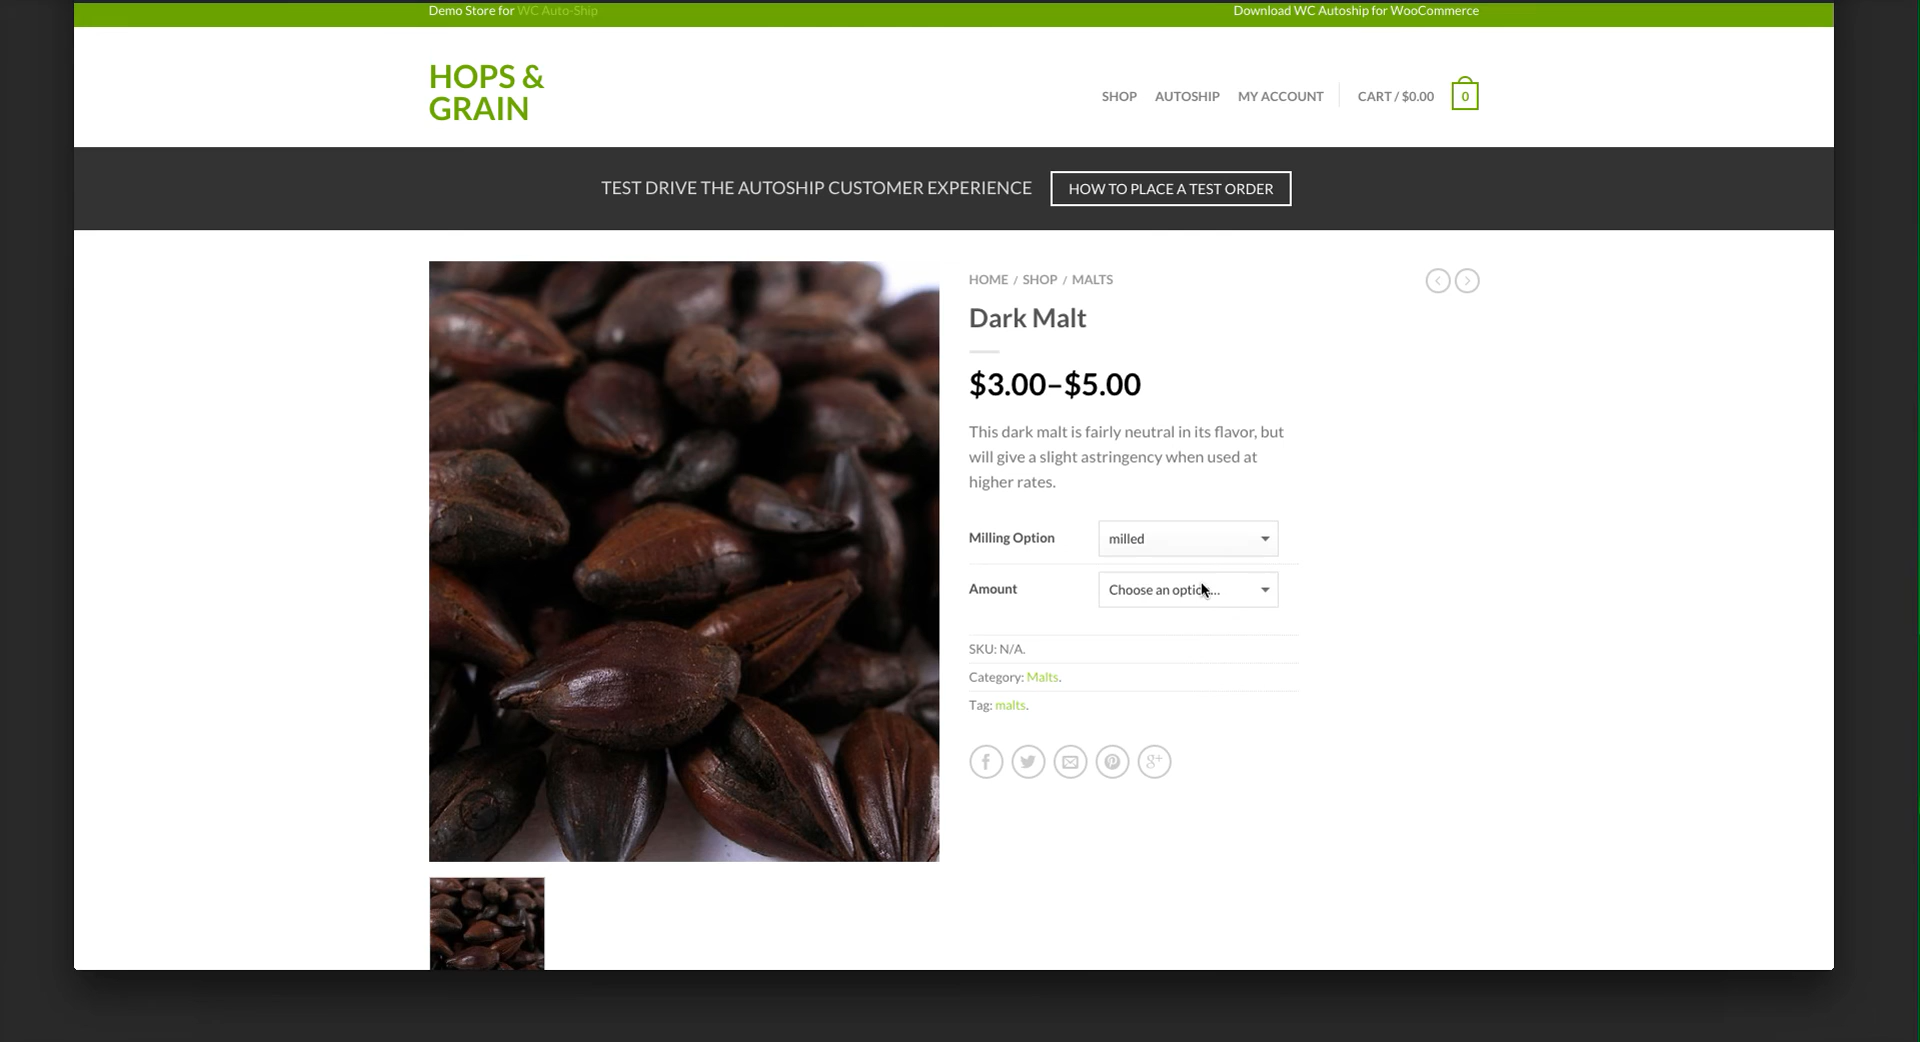 Demo Store for WC Auto-Ship
Download WC Autoship for WooCommerce
HOPS &
GRAIN
SHOP
AUTOSHIP
MY ACCOUNT
CART / $0.00
0
TEST DRIVE THE AUTOSHIP CUSTOMER EXPERIENCE
HOW TO PLACE A TEST ORDER
HOME / SHOP / MALTS
Dark Malt
$3.00–$5.00
This dark malt is fairly neutral in its flavor, but
will give a slight astringency when used at
higher rates.
Milling Option
milled
Amount
Choose an optio...
SKU: N/A.
Category: Malts.
Tag: malts.